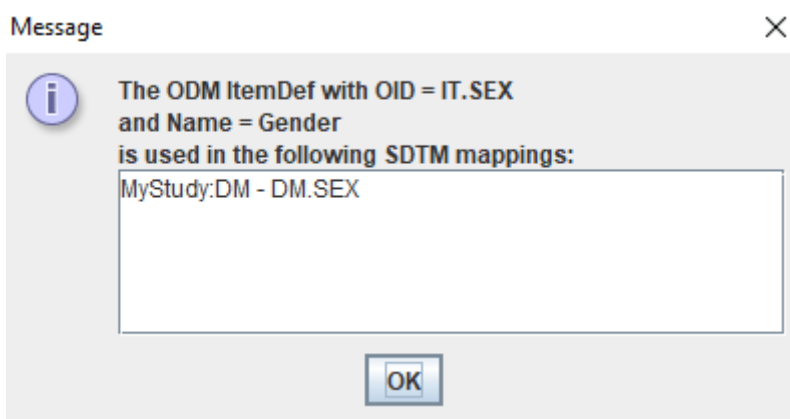 Message
The ODM ItemDef with OID = IT.SEX
and Name = Gender
is used in the following SDTM mappings:
MyStudy:DM - DM.SEX
OK